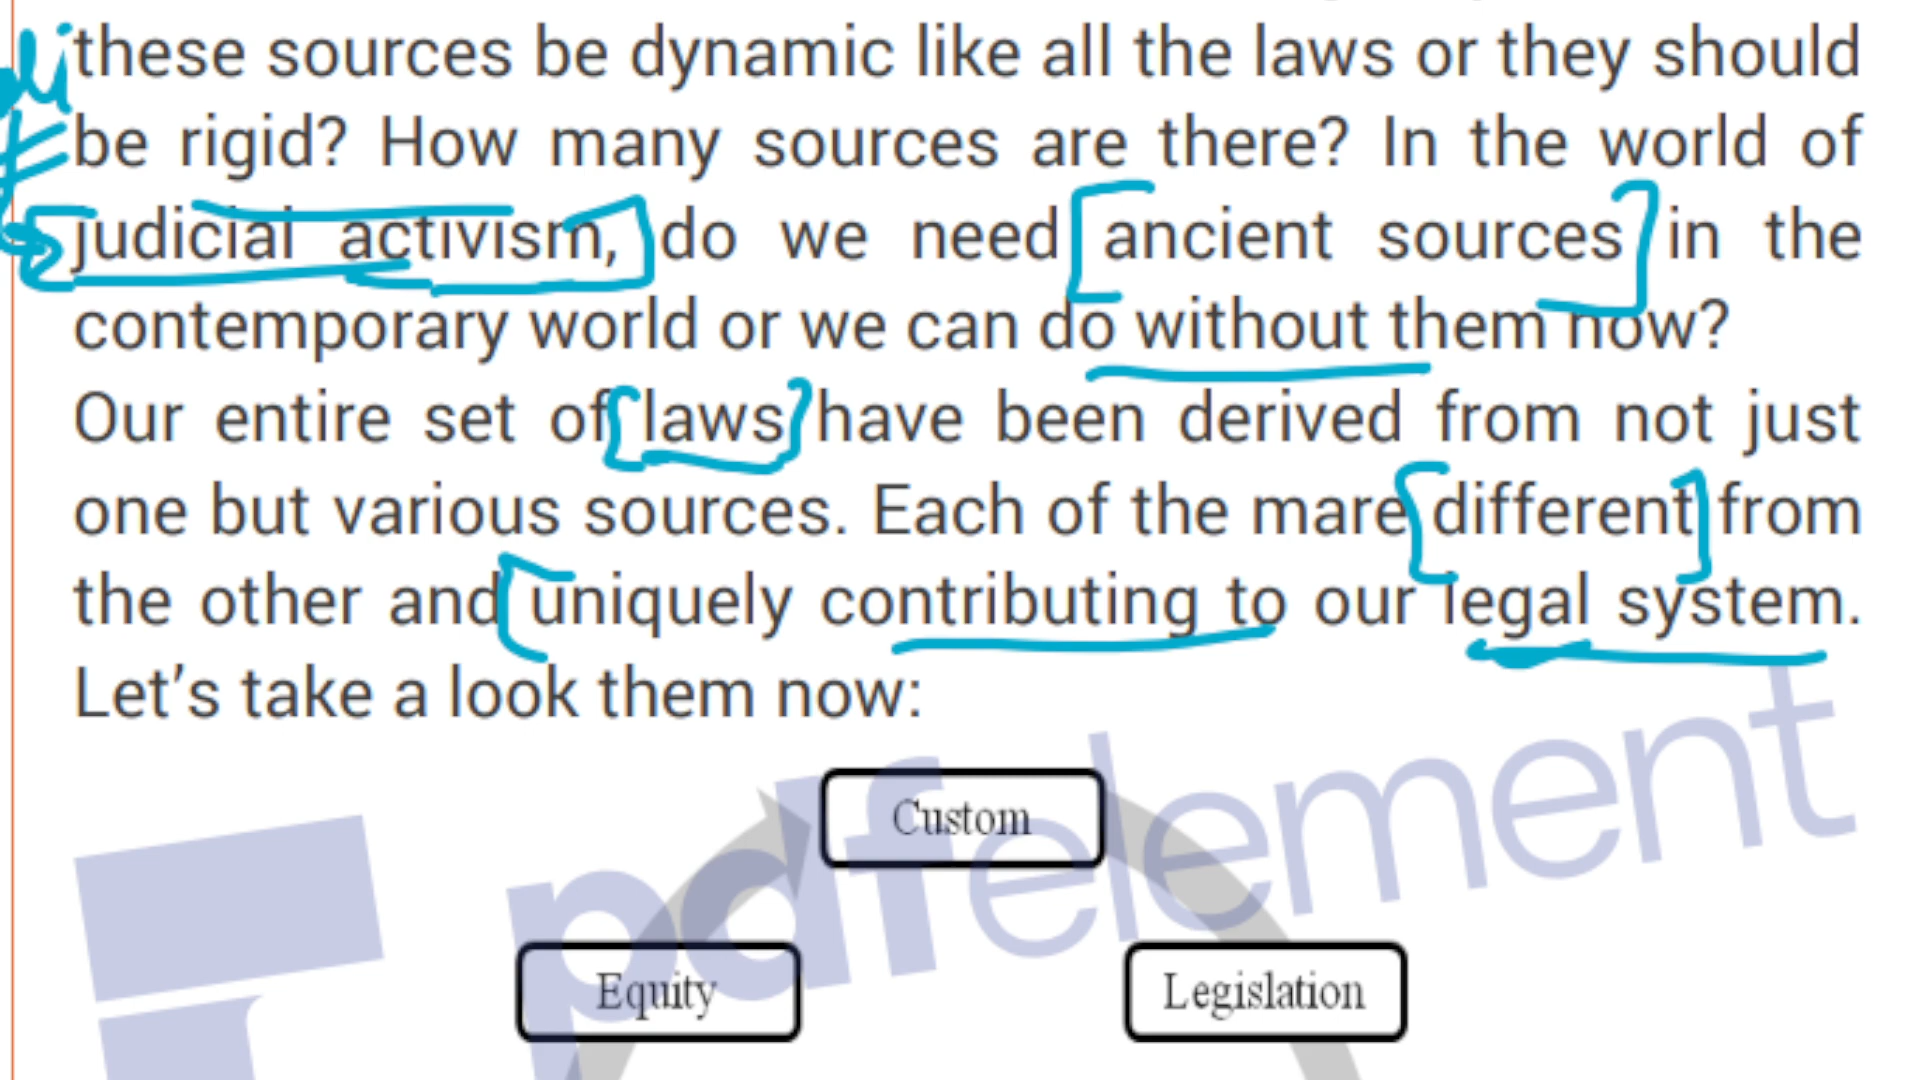 these sources be dynamic like all the laws or they should
be rigid? How many sources are there? In the world of
judicial activism, do we need ancient sources in the
contemporary world or we can do without them now?
Our entire set of laws have been derived from not just
one but various sources. Each of the mare different from
the other and uniquely contributing to our legal system.
Let’s take a look them now:
Custom
pdfelement
Equity
Legislation